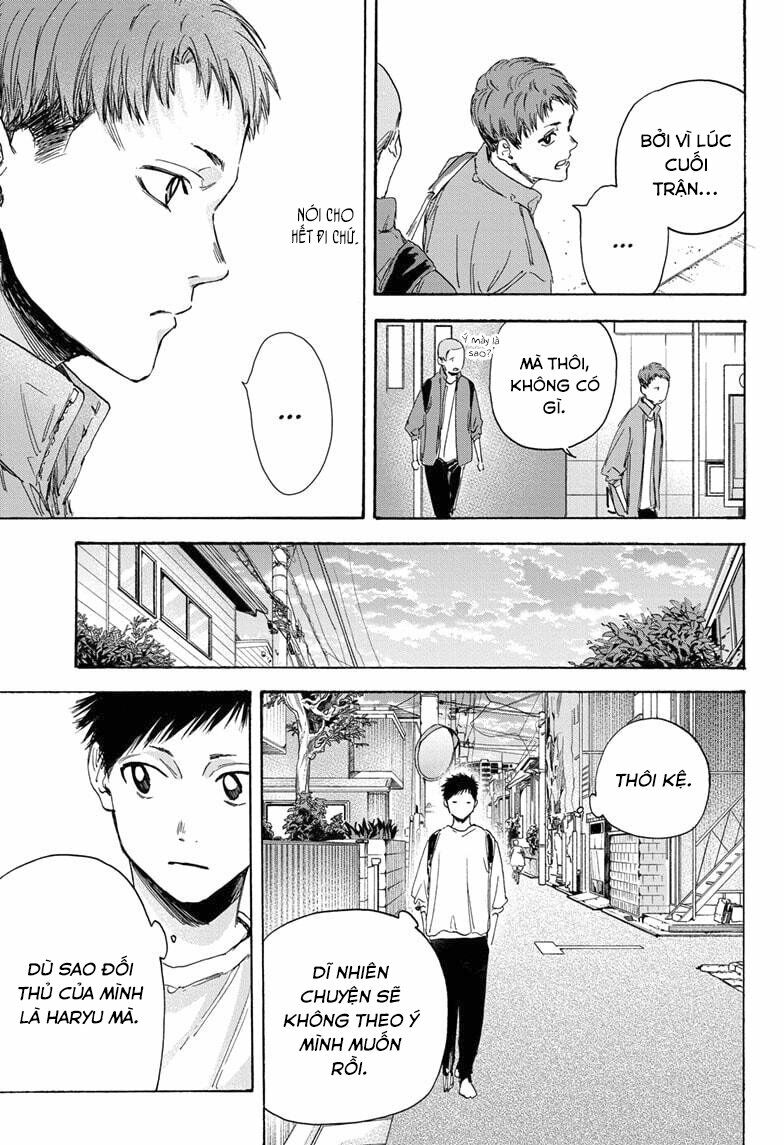 BỞI VÌ LÚC
CUỐI
TRẬN...
...
NÓI CHO
HẾT ĐI CHỨ.
...
MÀ THÔI,
KHÔNG CÓ
GÌ.
Ý mày là
sao?
THÔI KỆ.
DĨ NHIÊN
CHUYỆN SẼ
KHÔNG THEO Ý
MÌNH MUỐN
RỒI.
DÙ SAO ĐỐI
THỦ CỦA MÌNH
LÀ HARYU MÀ.